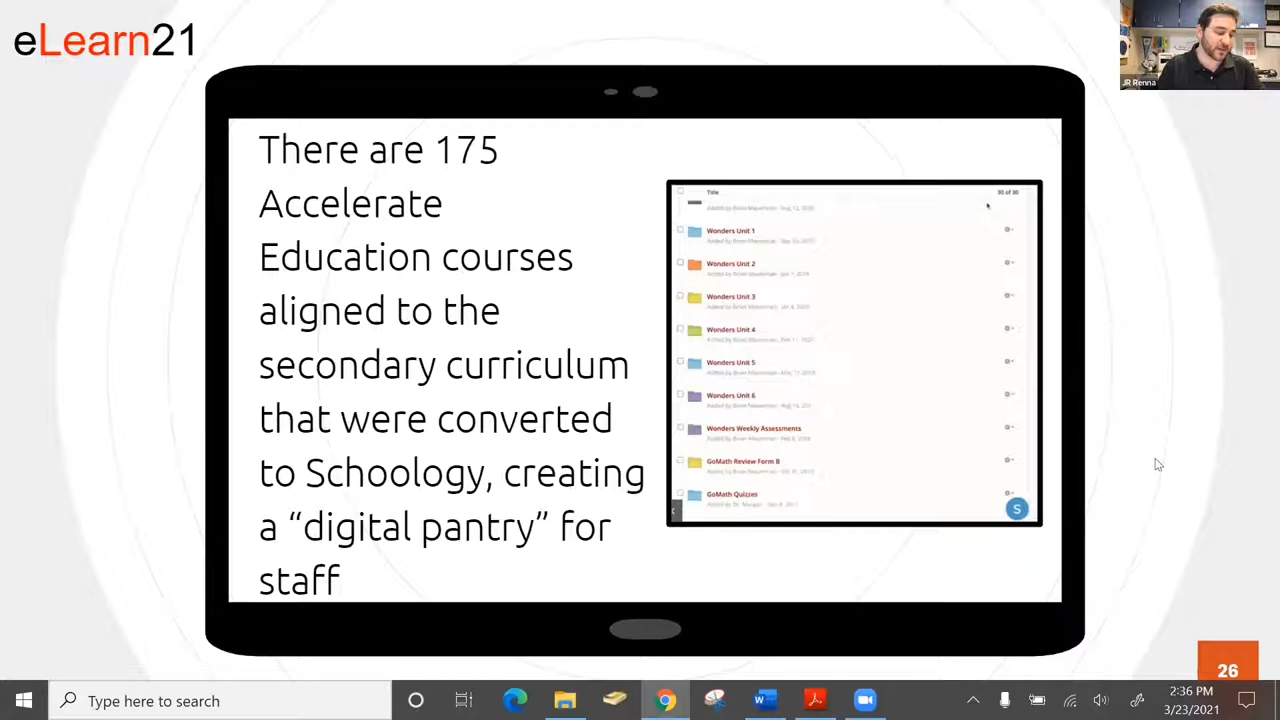 eLearn21
JR Renna
There are 175
Accelerate
Education courses
aligned to the
secondary curriculum
that were converted
to Schoology, creating
a “digital pantry” for
staff
Title
30 of 30
Wonders Unit 1
Wonders Unit 2
Wonders Unit 3
Wonders Unit 4
Wonders Unit 5
Wonders Unit 6
Wonders Weekly Assessments
GoMath Review Form B
GoMath Quizzes
S
26
Type here to search
2:36 PM
3/23/2021